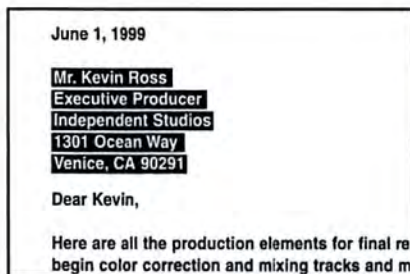 June 1, 1999
Mr. Kevin Ross
Executive Producer
Independent Studios
1301 Ocean Way
Venice, CA 90291
Dear Kevin,
Here are all the production elements for final re
begin color correction and mixing tracks and m